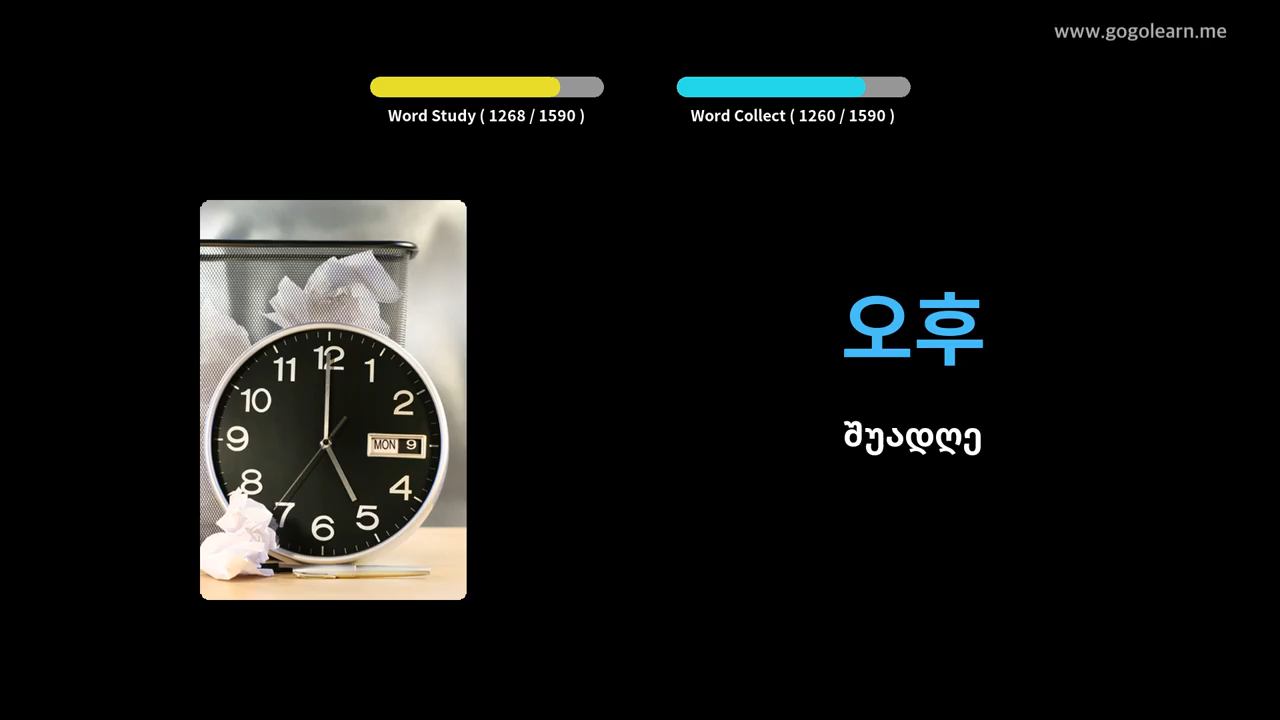 www.gogolearn.me
Word Study ( 1268 / 1590 )
Word Collect ( 1260 / 1590 )
12
11
1
10
2
9
MON 9
8
4
7
5
6
오후
შუადღე